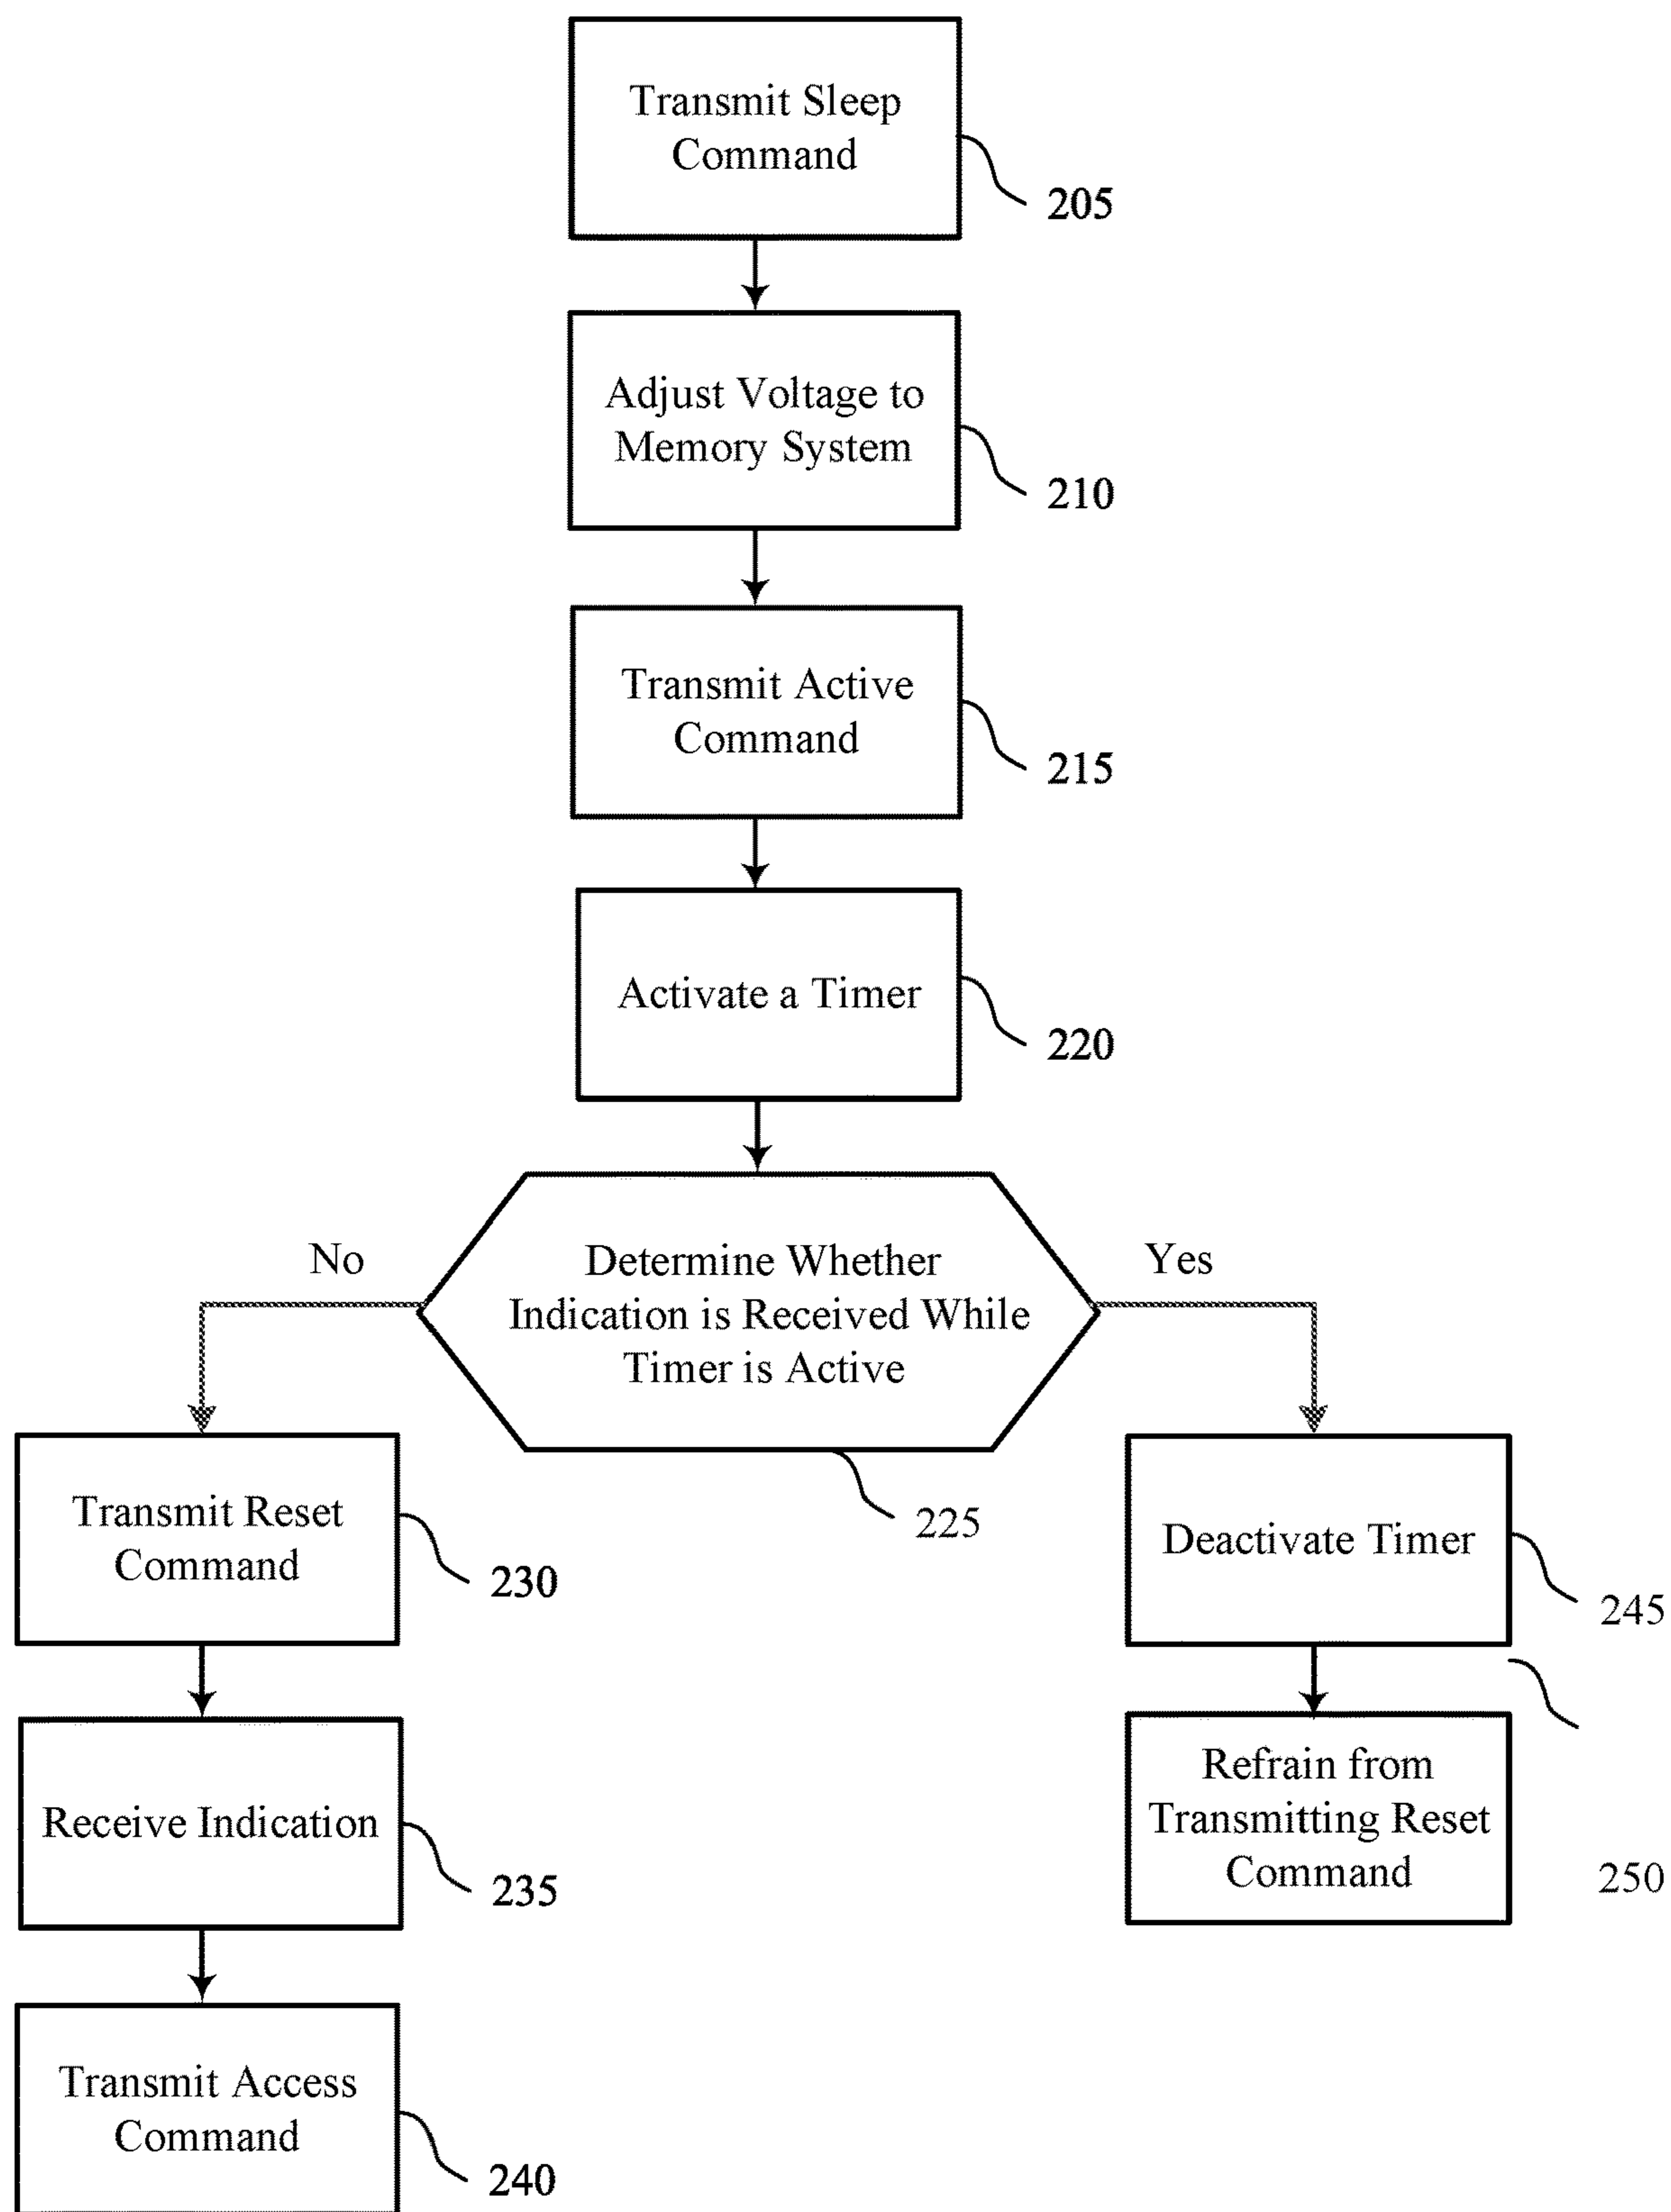 Transmit Sleep
Command
205
Adjust Voltage to
Memory System
210
Transmit Active
Command
215
Activate a Timer
220
Determine Whether
Indication is Received While
Timer is Active
225
No
Yes
Transmit Reset
Command
230
Receive Indication
235
Transmit Access
Command
240
Deactivate Timer
245
Refrain from
Transmitting Reset
Command
250